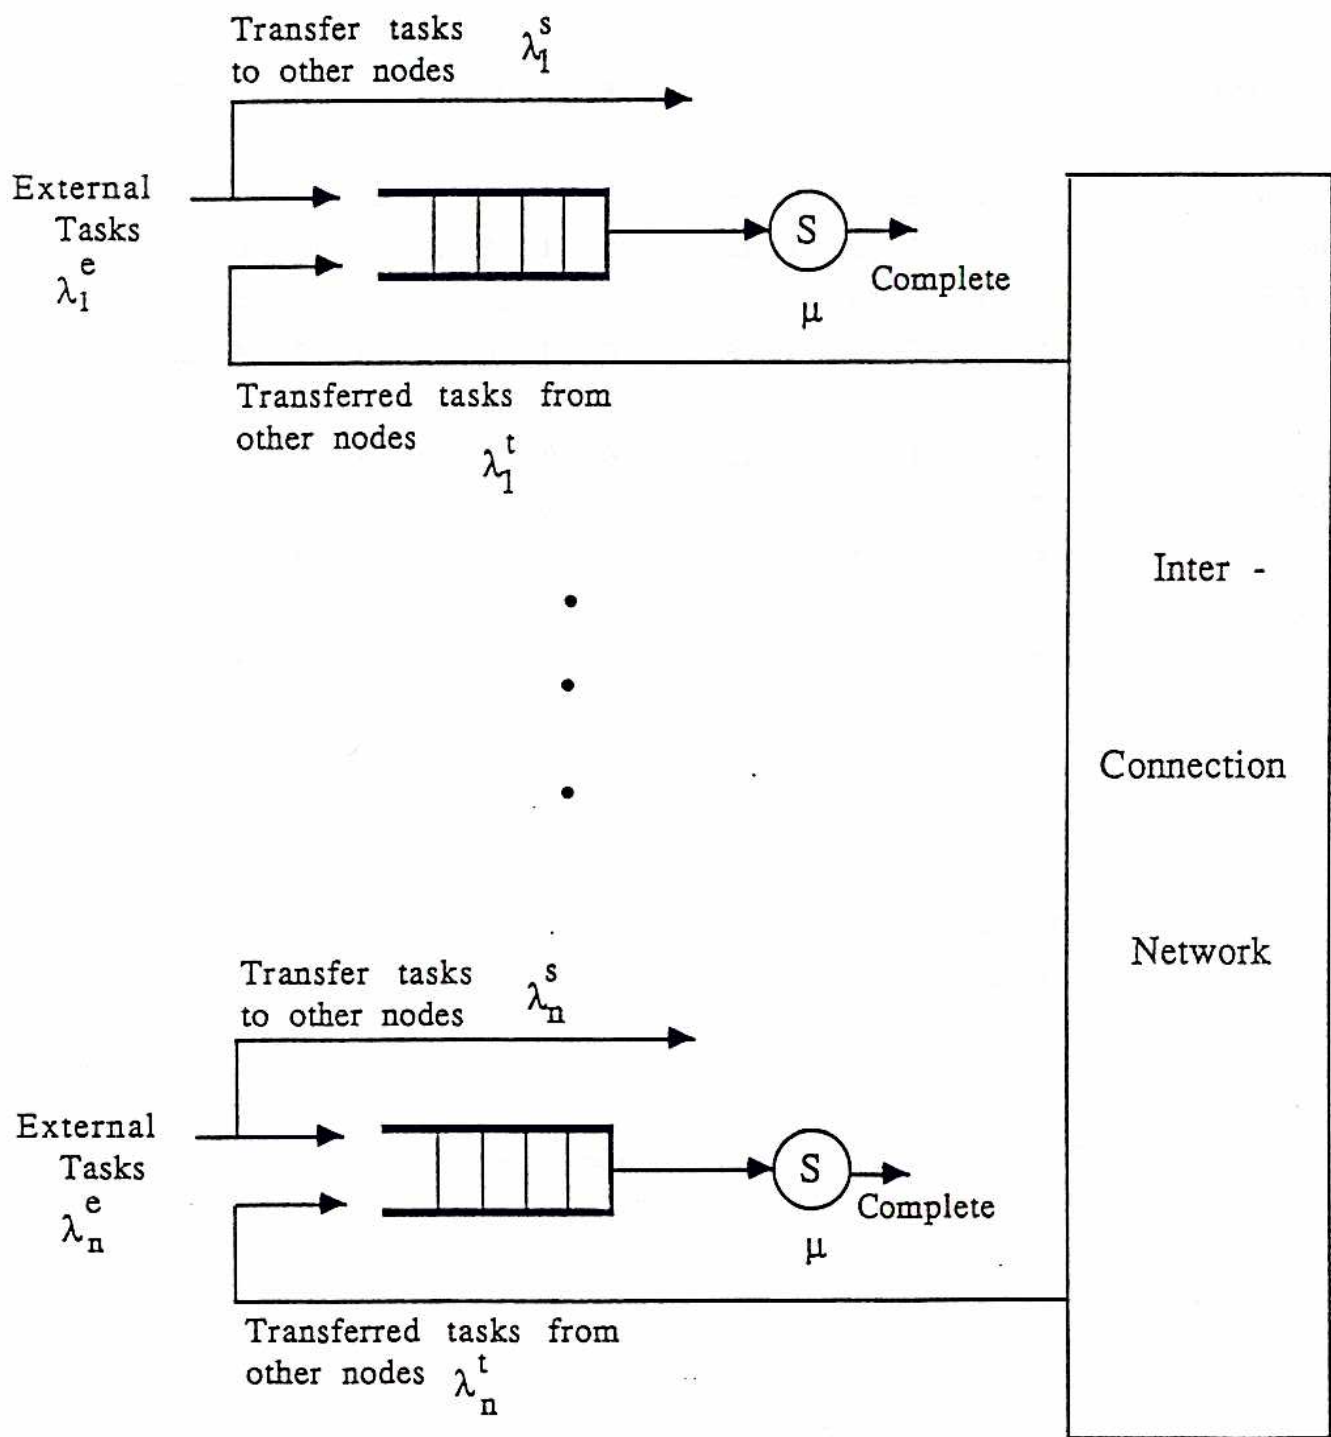 Transfer tasks λ₁ˢ
to other nodes
External
Tasks
λ₁ᵉ
S
Complete
μ
Transferred tasks from
other nodes λ₁ᵗ
Inter -
Connection
Network
Transfer tasks λₙˢ
to other nodes
External
Tasks
λₙᵉ
S
Complete
μ
Transferred tasks from
other nodes λₙᵗ